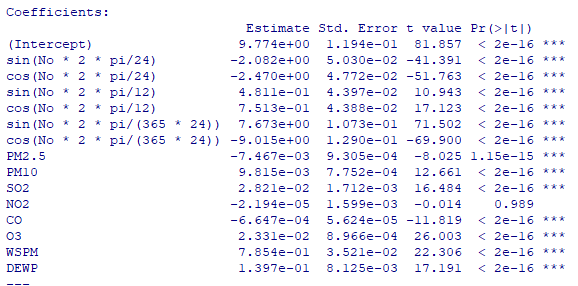 Coefficients:
Estimate Std. Error t value Pr(>|t|)
(Intercept) 9.774e+00 1.194e-01 81.857 < 2e-16 ***
sin(No * 2 * pi/24) -2.082e+00 5.030e-02 -41.391 < 2e-16 ***
cos(No * 2 * pi/24) -2.470e+00 4.772e-02 -51.763 < 2e-16 ***
sin(No * 2 * pi/12) 4.811e-01 4.397e-02 10.943 < 2e-16 ***
cos(No * 2 * pi/12) 7.513e-01 4.388e-02 17.123 < 2e-16 ***
sin(No * 2 * pi/(365 * 24)) 7.673e+00 1.073e-01 71.502 < 2e-16 ***
cos(No * 2 * pi/(365 * 24)) -9.015e+00 1.290e-01 -69.900 < 2e-16 ***
PM2.5 -7.467e-03 9.305e-04 -8.025 1.15e-15 ***
PM10 9.815e-03 7.752e-04 12.661 < 2e-16 ***
SO2 2.821e-02 1.712e-03 16.484 < 2e-16 ***
NO2 -2.194e-05 1.599e-03 -0.014 0.989
CO -6.647e-04 5.624e-05 -11.819 < 2e-16 ***
O3 2.331e-02 8.966e-04 26.003 < 2e-16 ***
WSPM 7.854e-01 3.521e-02 22.306 < 2e-16 ***
DEWP 1.397e-01 8.125e-03 17.191 < 2e-16 ***
---